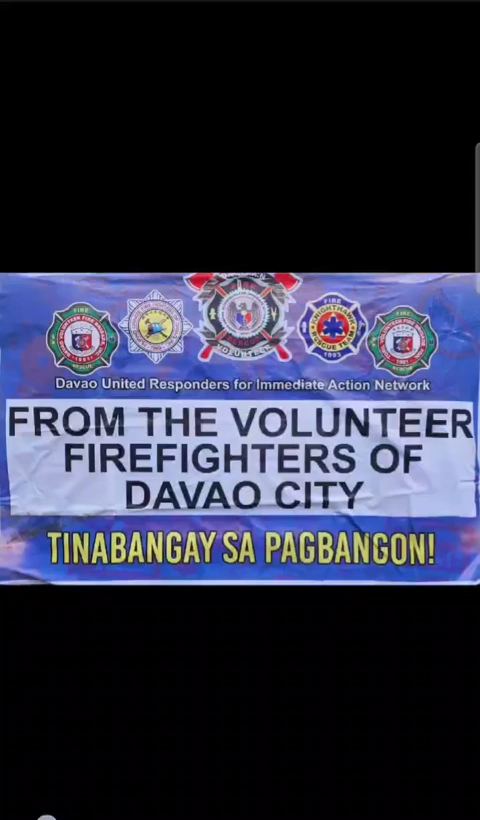 Davao United Responders for Immediate Action Network
FROM THE VOLUNTEER
FIREFIGHTERS OF
DAVAO CITY
TINABANGAY SA PAGBANGON!